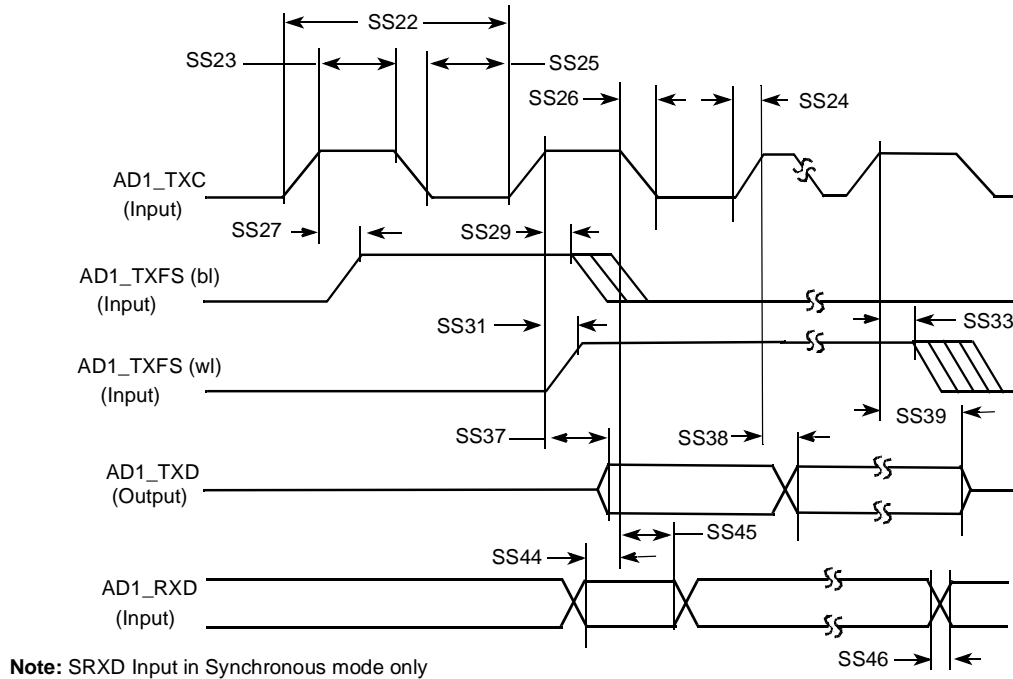 SS22
SS23
SS25
SS26
SS24
AD1_TXC
(Input)
SS27
SS29
AD1_TXFS (bl)
(Input)
SS31
SS33
AD1_TXFS (wl)
(Input)
SS39
SS37
SS38
AD1_TXD
(Output)
SS45
SS44
AD1_RXD
(Input)
SS46
Note: SRXD Input in Synchronous mode only